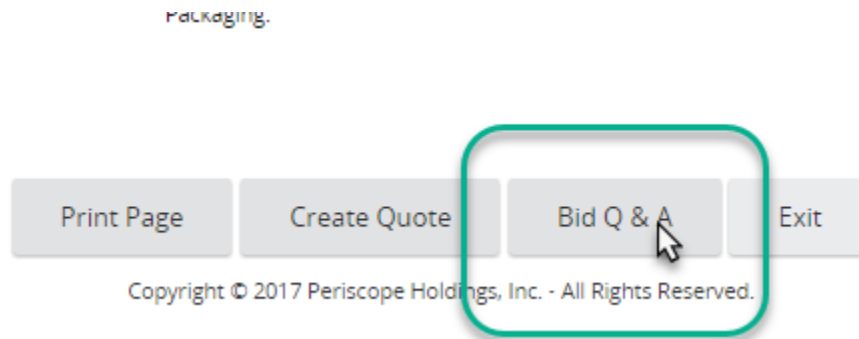 Packaging.
Print Page Create Quote Bid Q & A Exit
Copyright © 2017 Periscope Holdings, Inc. - All Rights Reserved.